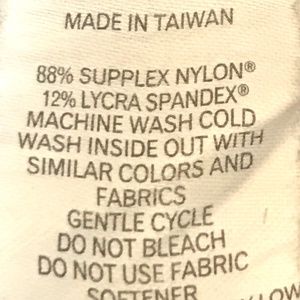 MADE IN TAIWAN
88% SUPPLEX NYLON®
12% LYCRA SPANDEX®
MACHINE WASH COLD
WASH INSIDE OUT WITH
SIMILAR COLORS AND
FABRICS
GENTLE CYCLE
DO NOT BLEACH
DO NOT USE FABRIC
SOFTENER